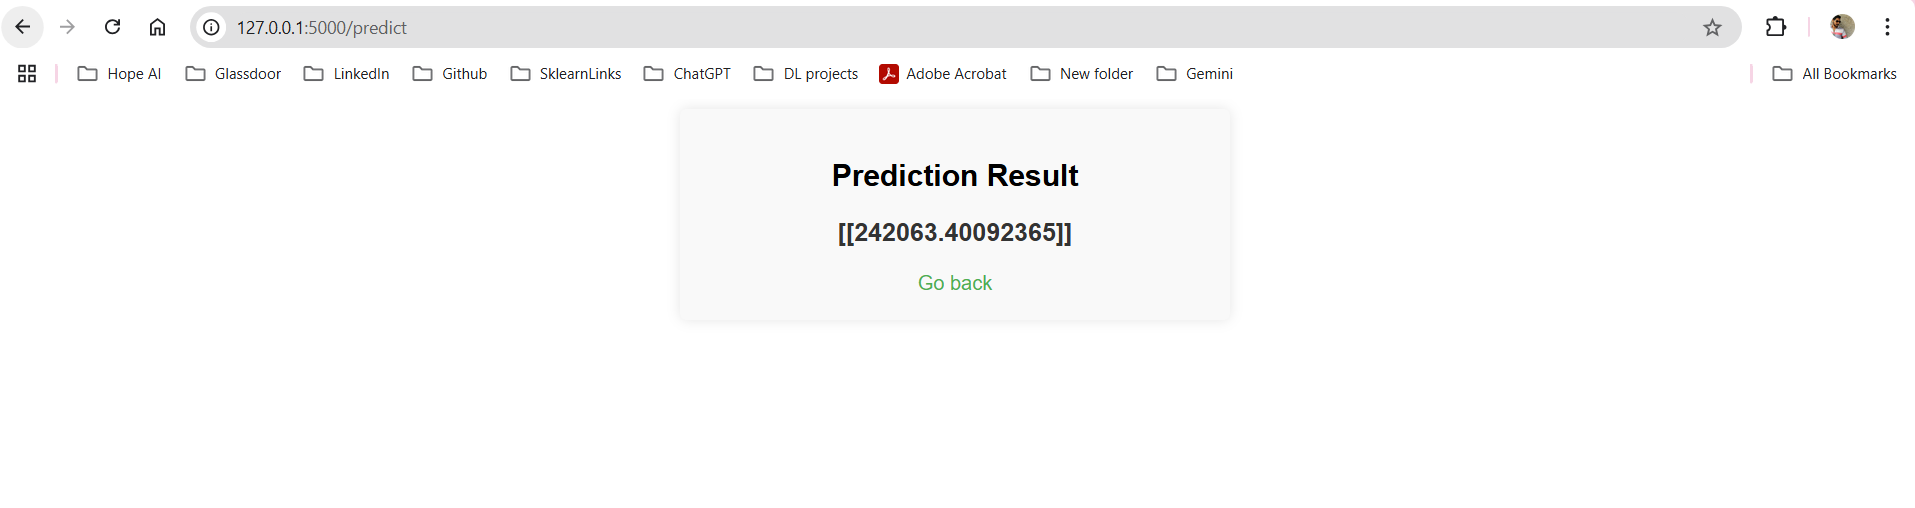 127.0.0.1:5000/predict
Hope AI Glassdoor LinkedIn Github SklearnLinks ChatGPT DL projects Adobe Acrobat New folder Gemini All Bookmarks
Prediction Result
[[242063.40092365]]
Go back